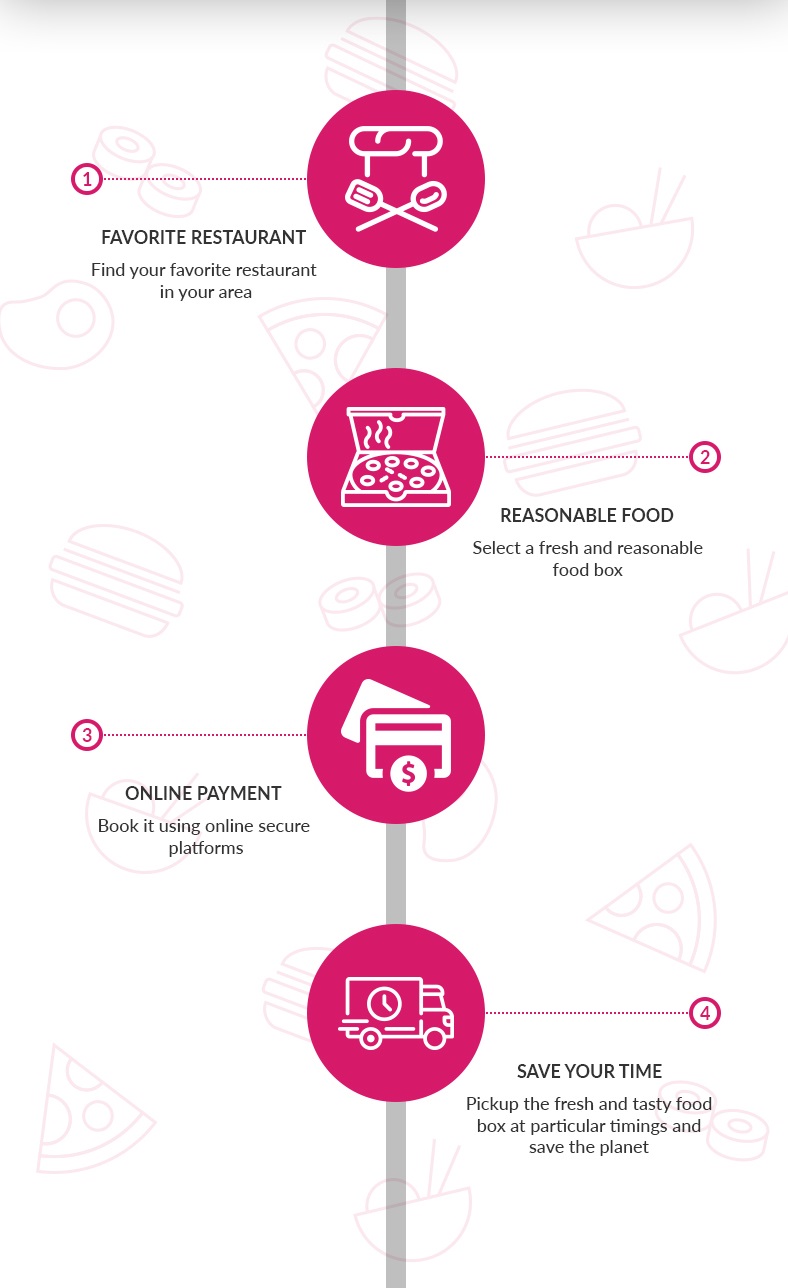 1
FAVORITE RESTAURANT
Find your favorite restaurant
in your area
2
REASONABLE FOOD
Select a fresh and reasonable
food box
3
$
ONLINE PAYMENT
Book it using online secure
platforms
4
SAVE YOUR TIME
Pickup the fresh and tasty food
box at particular timings and
save the planet